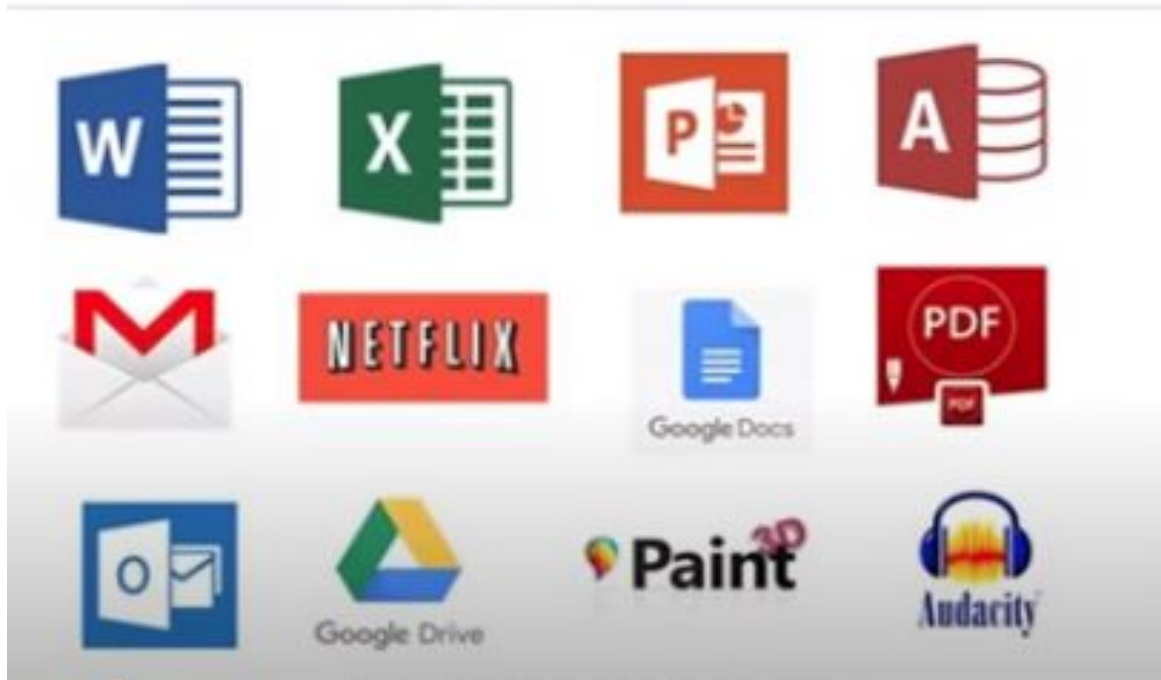 W
X
P
A
M
NETFLIX
Google Docs
PDF
PDF
O
Google Drive
Paint 3D
Audacity